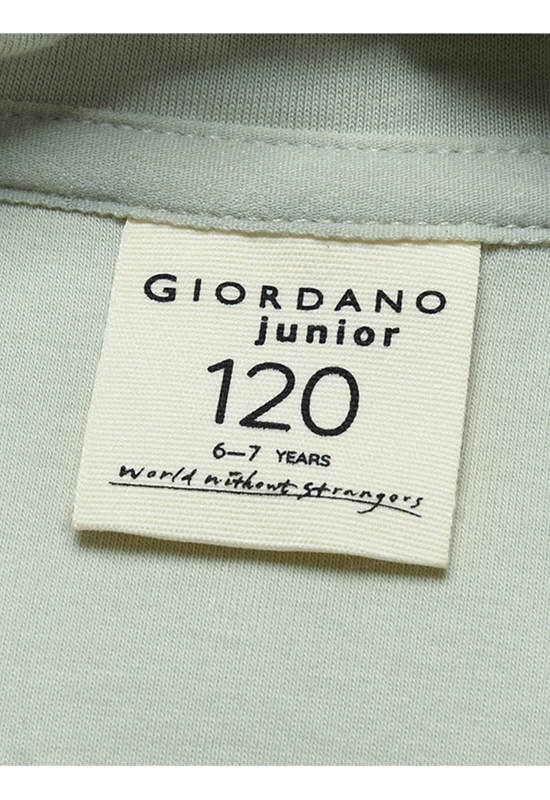 GIORDANO
junior
120
6–7 YEARS
World without strangers